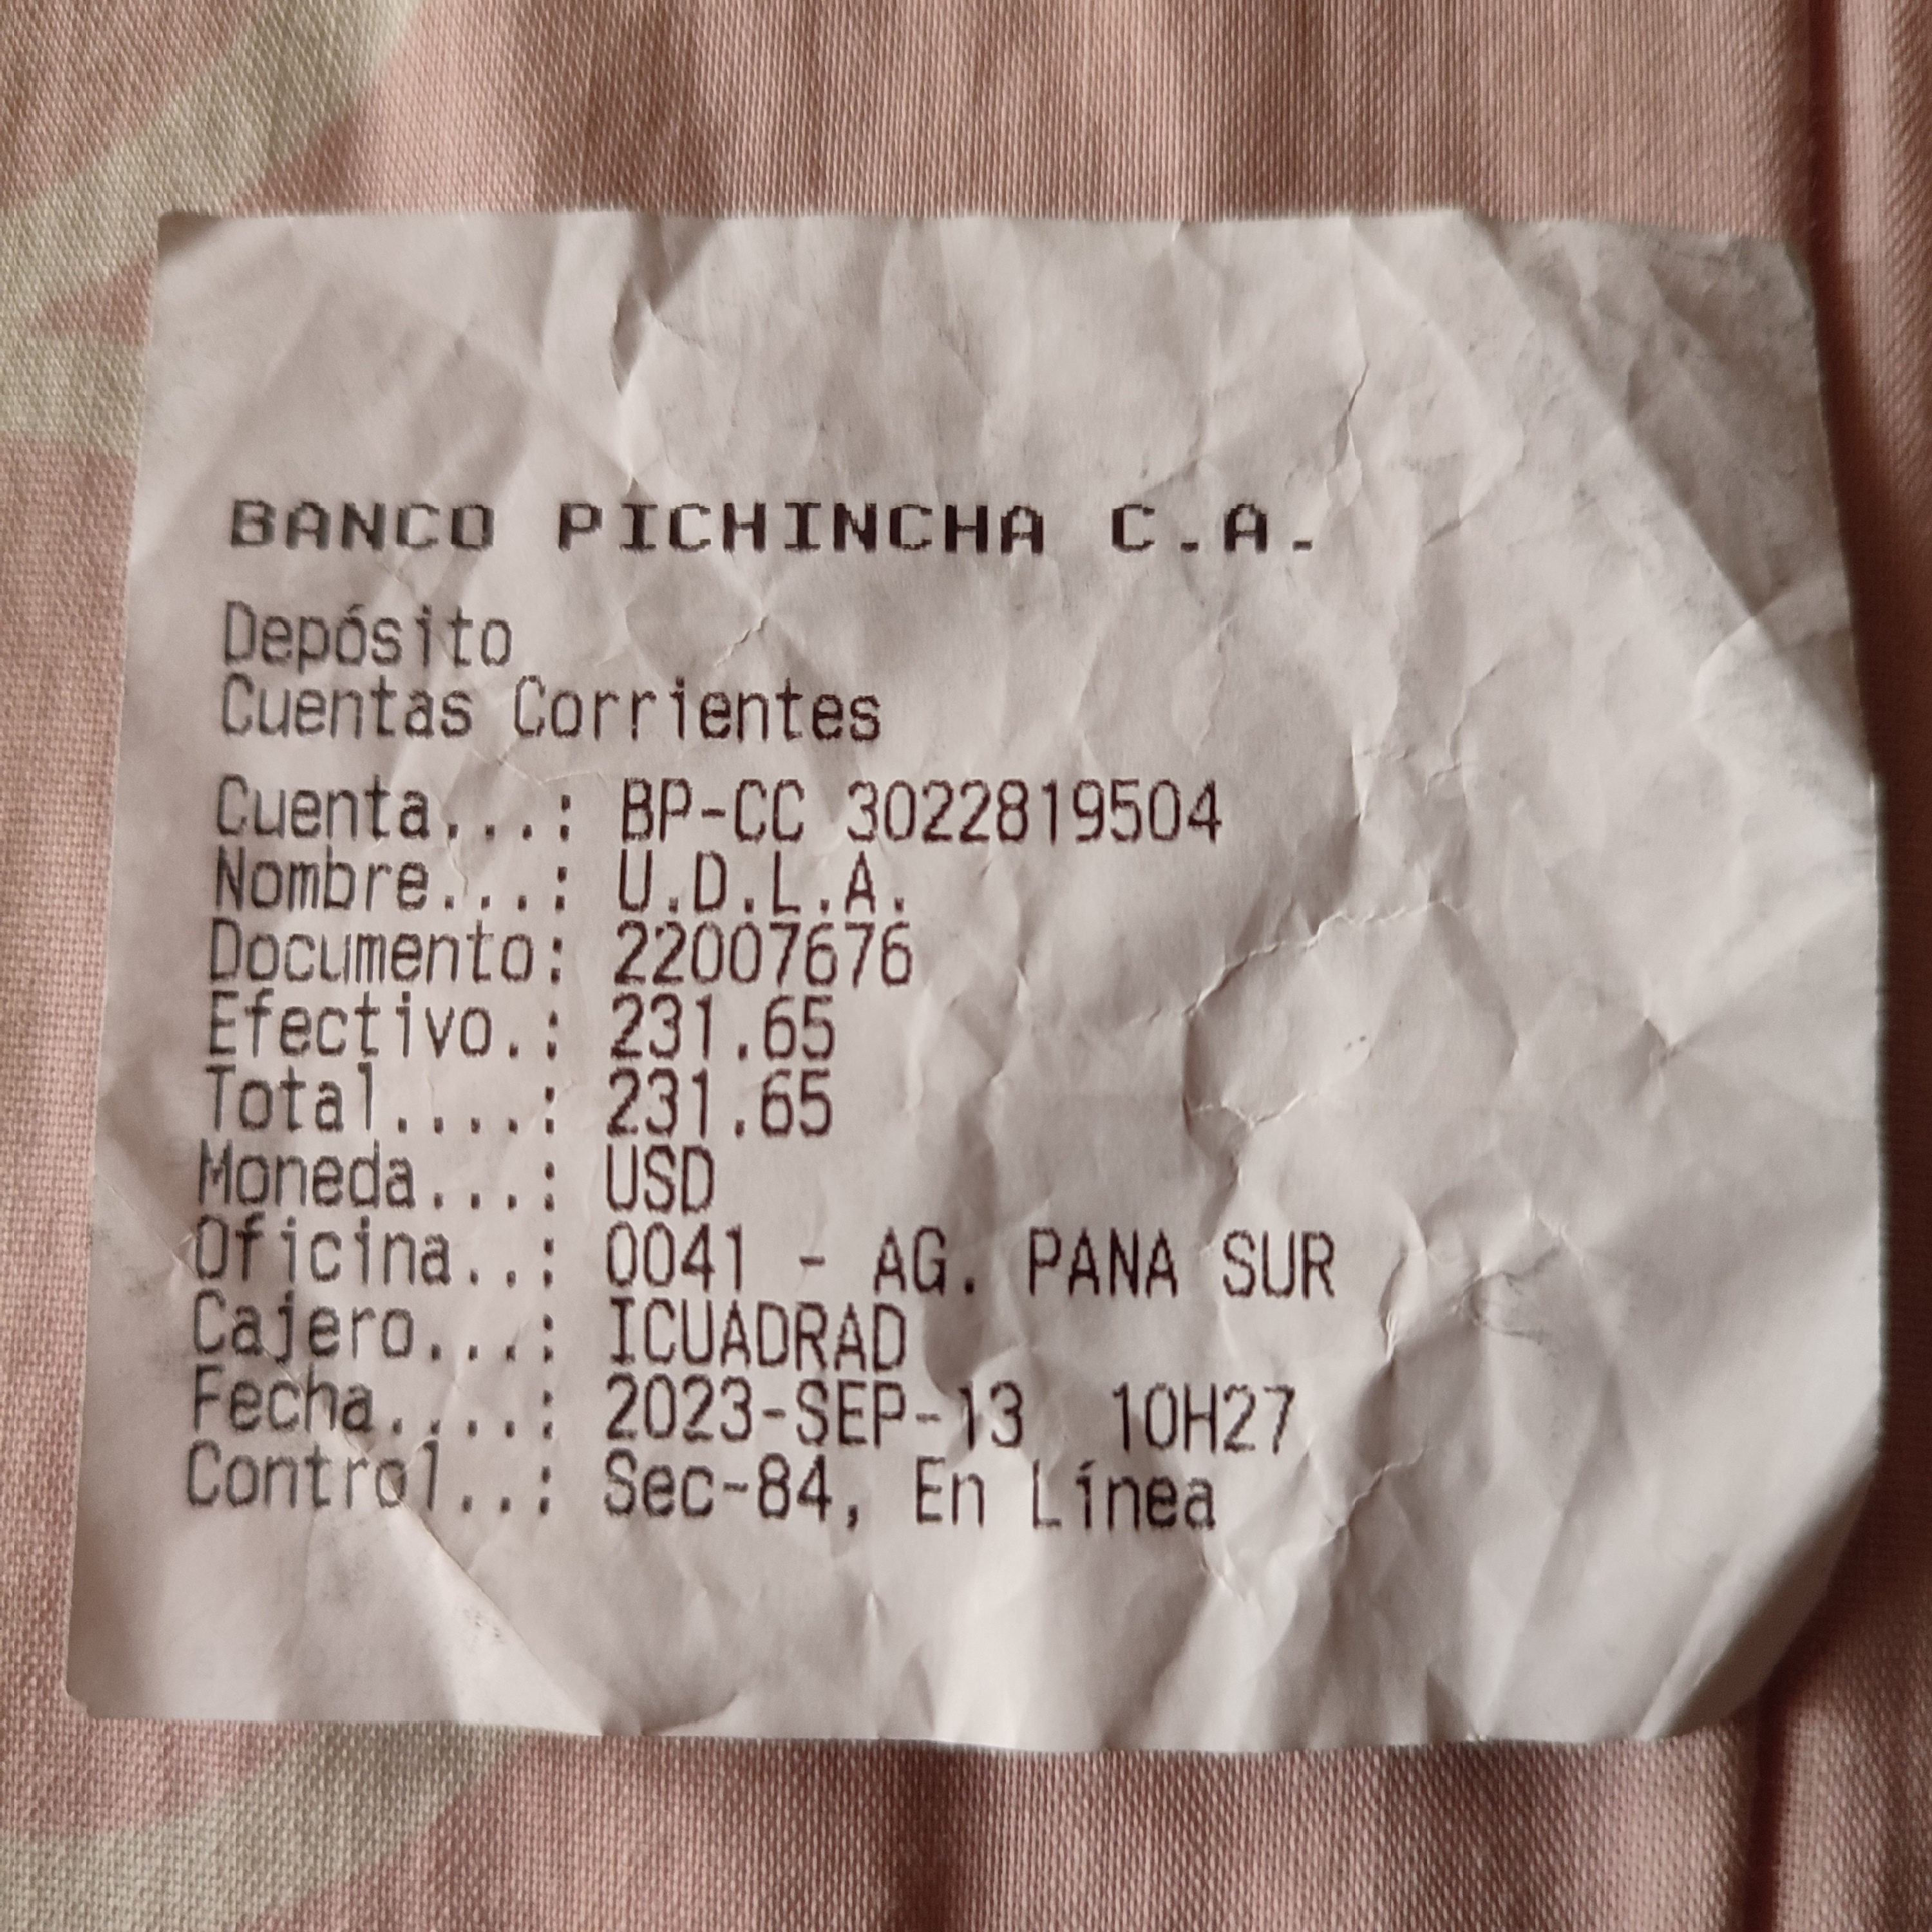 BANCO PICHINCHA C.A.
Depósito
Cuentas Corrientes
Cuenta...: BP-CC 3022819504
Nombre...: U.D.L.A.
Documento: 22007676
Efectivo.: 231.65
Total....: 231.65
Moneda...: USD
Oficina..: 0041 - AG. PANA SUR
Cajero...: ICUADRAD
Fecha....: 2023-SEP-13 10H27
Control..: Sec-84, En Línea